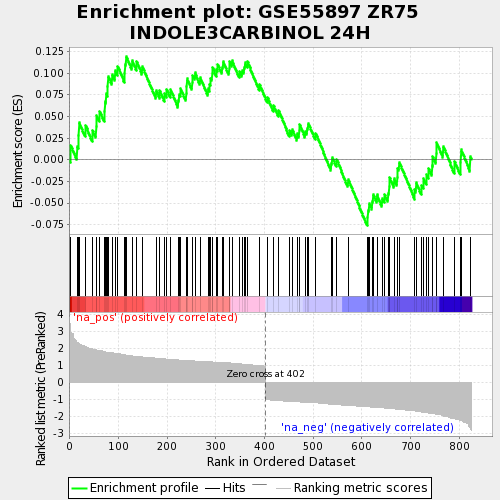 Enrichment plot: GSE55897 ZR75
INDOLE3CARBINOL 24H
Enrichment score (ES)
0.125
0.100
0.075
0.050
0.025
0.000
-0.025
-0.050
-0.075
'na_pos' (positively correlated)
Ranked list metric (PreRanked)
4
3
2
1
0
-1
-2
-3
Zero cross at 402
'na_neg' (negatively correlated)
0
100
200
300
400
500
600
700
800
Rank in Ordered Dataset
Enrichment profile
Hits
Ranking metric scores